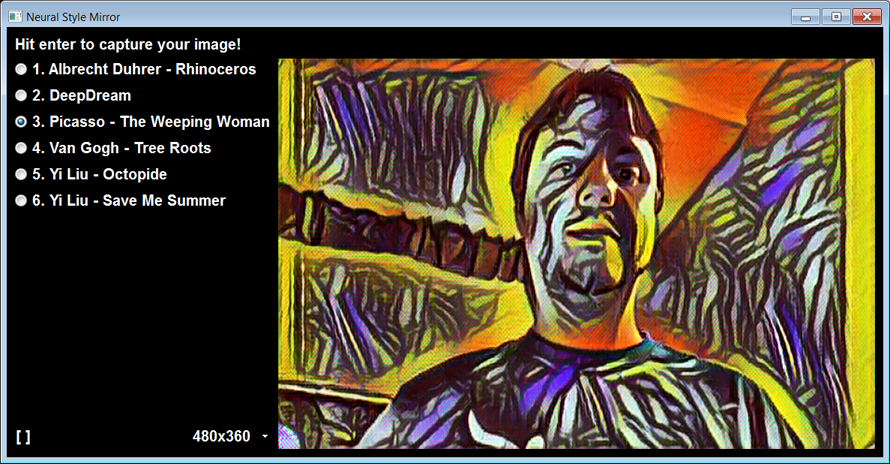 Neural Style Mirror
Hit enter to capture your image!
1. Albrecht Duhrer - Rhinoceros
2. DeepDream
3. Picasso - The Weeping Woman
4. Van Gogh - Tree Roots
5. Yi Liu - Octopide
6. Yi Liu - Save Me Summer
[ ] 480x360